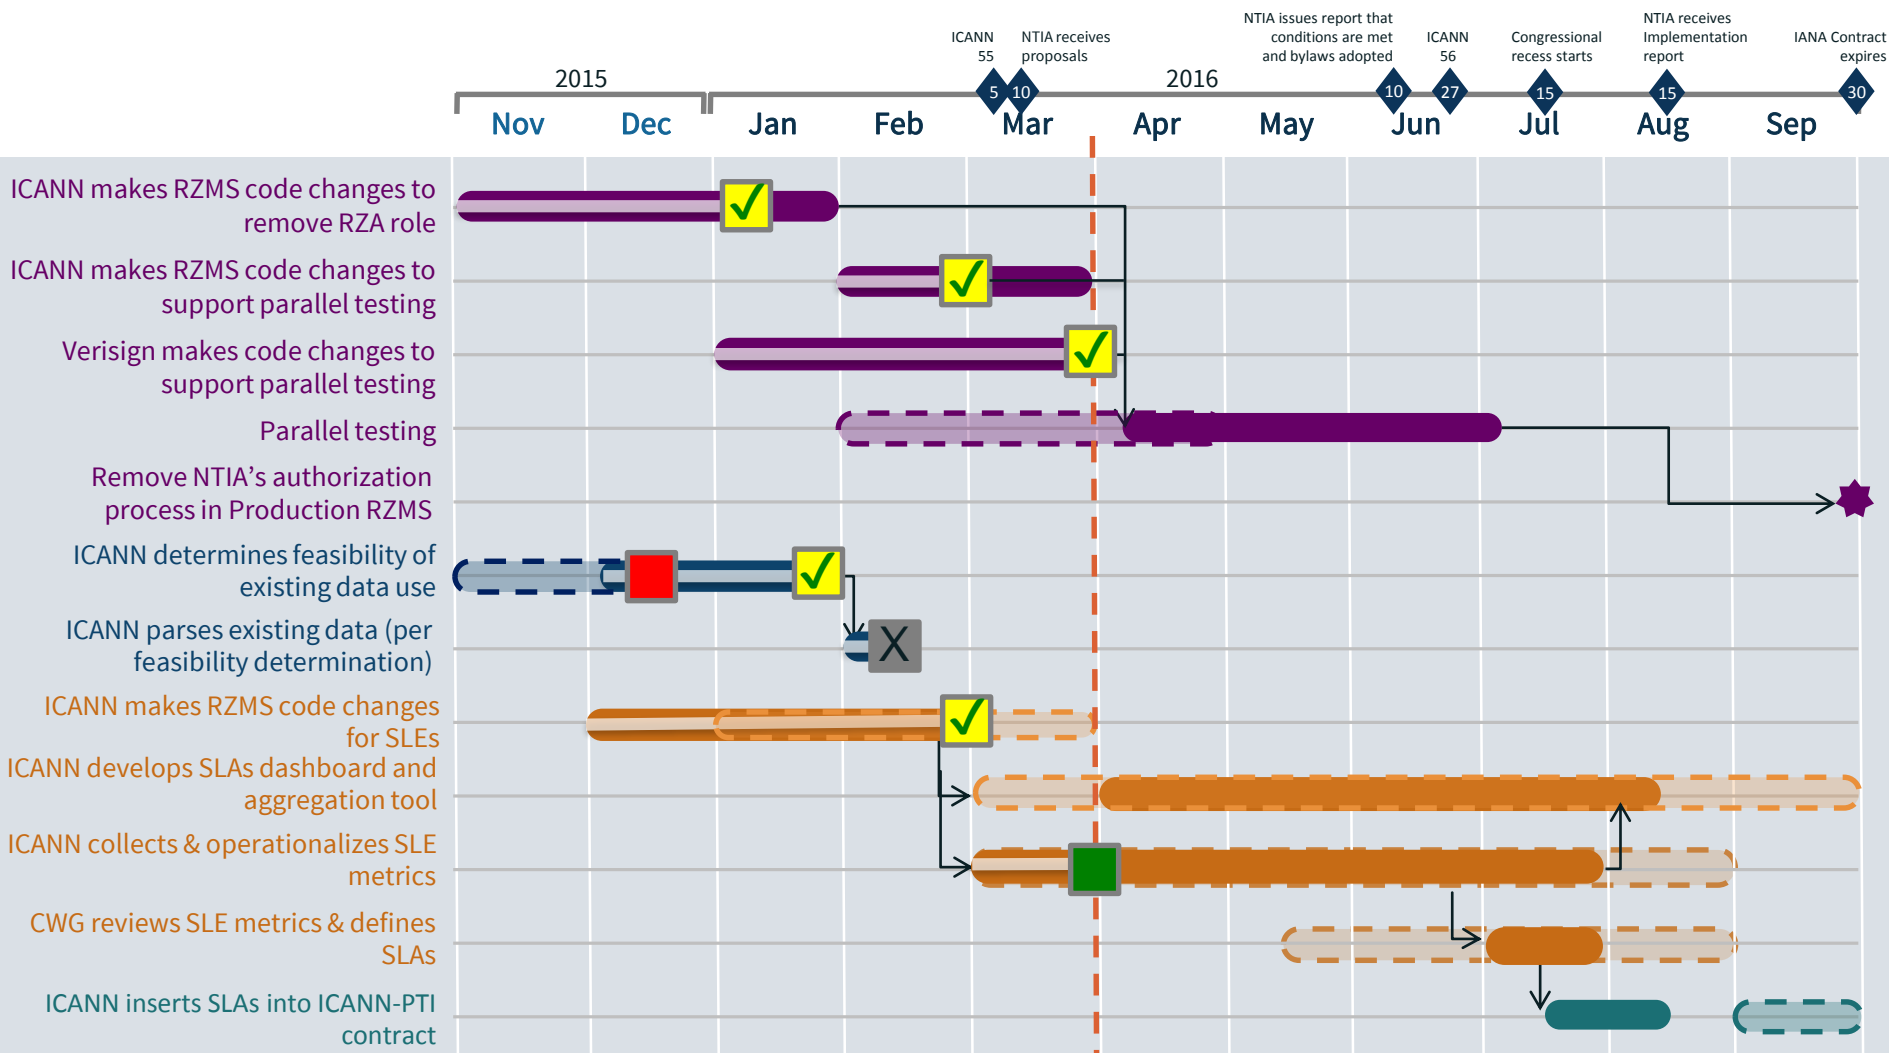 NTIA issues report that
conditions are met
and bylaws adopted
NTIA receives
Implementation
report
ICANN
55
NTIA receives
proposals
ICANN
56
Congressional
recess starts
IANA Contract
expires
2015
2016
5
10
10
27
15
15
30
Nov
Dec
Jan
Feb
Mar
Apr
May
Jun
Jul
Aug
Sep
ICANN makes RZMS code changes to
remove RZA role
ICANN makes RZMS code changes to
support parallel testing
Verisign makes code changes to
support parallel testing
Parallel testing
Remove NTIA’s authorization
process in Production RZMS
ICANN determines feasibility of
existing data use
ICANN parses existing data (per
feasibility determination)
X
ICANN makes RZMS code changes
for SLEs
ICANN develops SLAs dashboard and
aggregation tool
ICANN collects & operationalizes SLE
metrics
CWG reviews SLE metrics & defines
SLAs
ICANN inserts SLAs into ICANN-PTI
contract